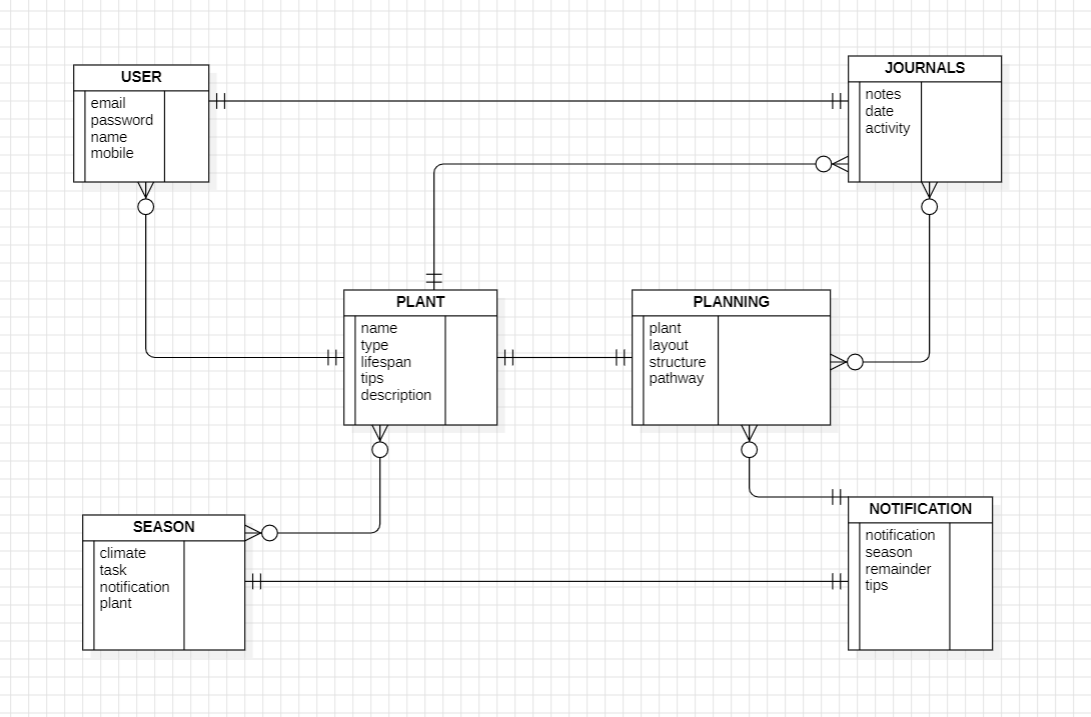 USER
email
password
name
mobile
JOURNALS
notes
date
activity
PLANT
name
type
lifespan
tips
description
PLANNING
plant
layout
structure
pathway
SEASON
climate
task
notification
plant
NOTIFICATION
notification
season
remainder
tips